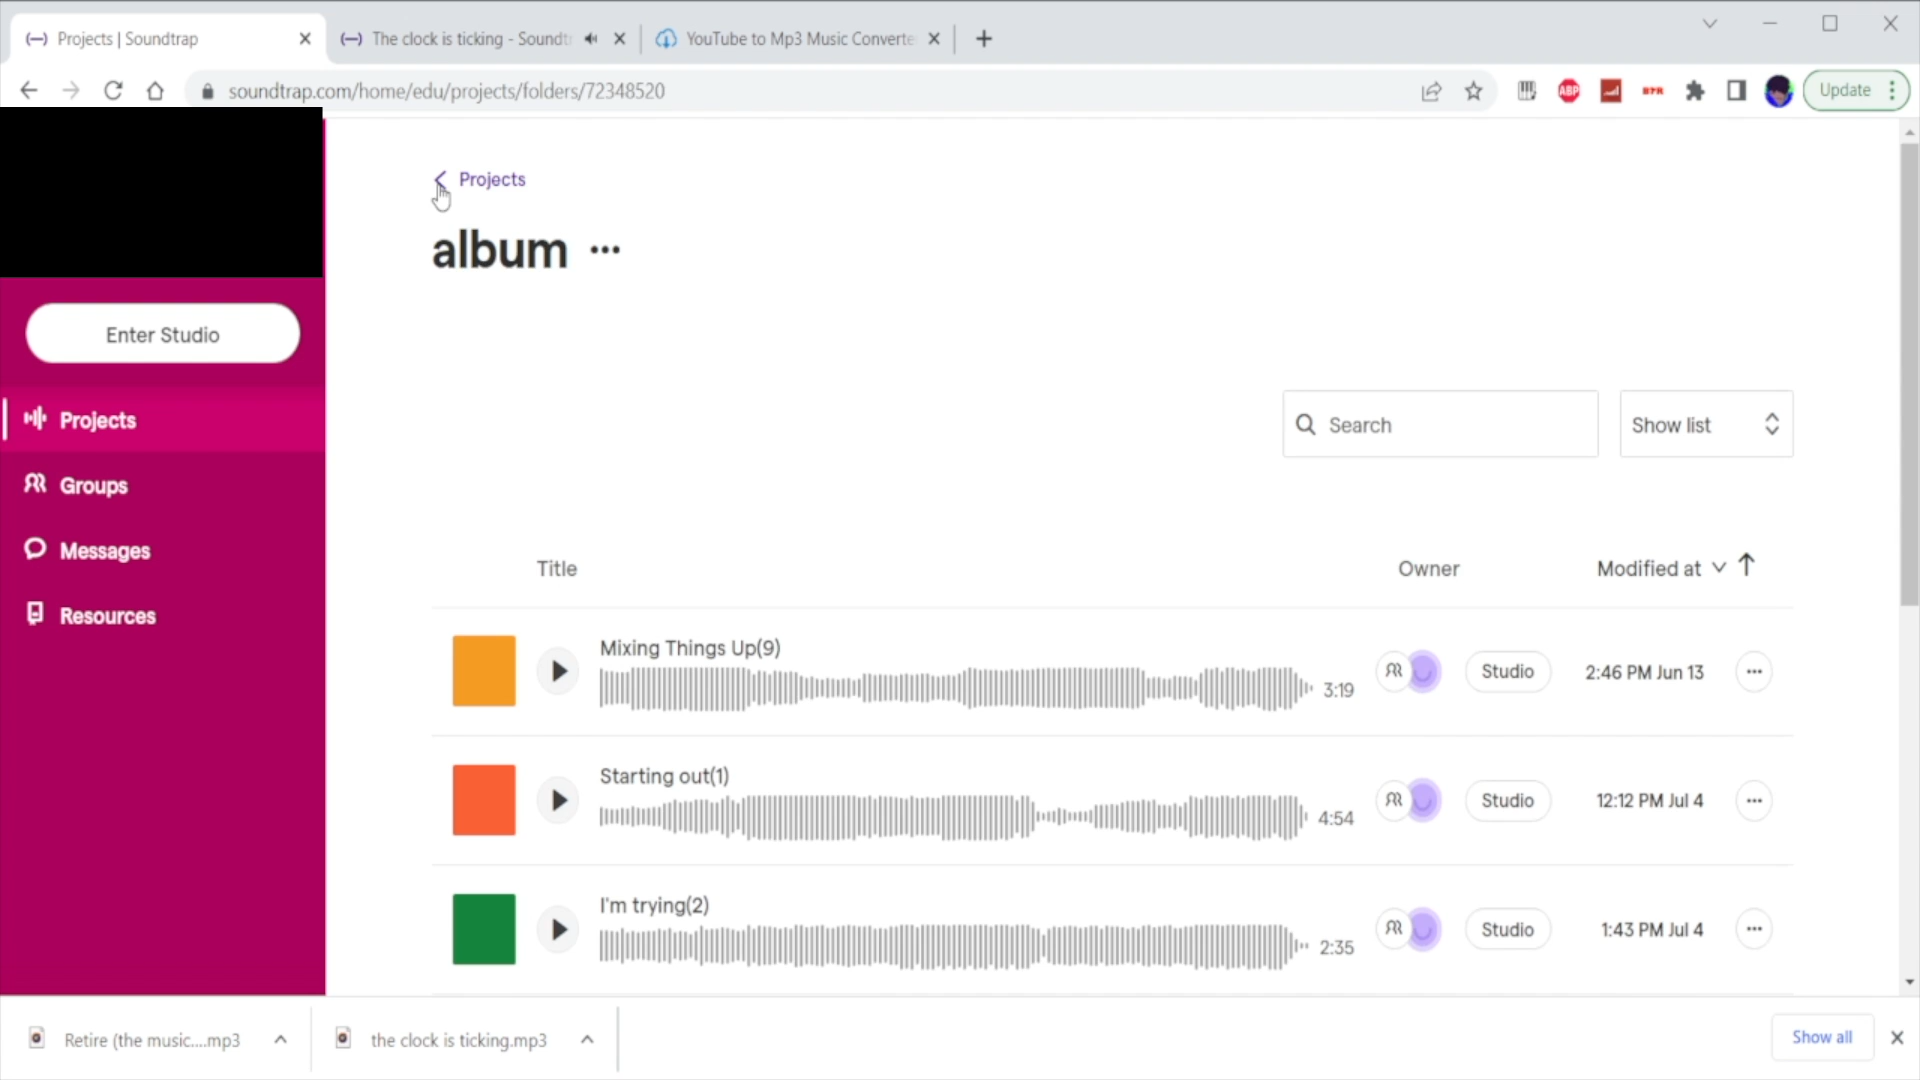 Projects | Soundtrap
The clock is ticking - Soundt
YouTube to Mp3 Music Converte
soundtrap.com/home/edu/projects/folders/72348520
ABP
Update
Projects
album
Enter Studio
Projects
Groups
Messages
Resources
Search
Show list
Title
Owner
Modified at
Mixing Things Up(9)
3:19
Studio
2:46 PM Jun 13
Starting out(1)
4:54
Studio
12:12 PM Jul 4
I'm trying(2)
2:35
Studio
1:43 PM Jul 4
Retire (the music....mp3
the clock is ticking.mp3
Show all